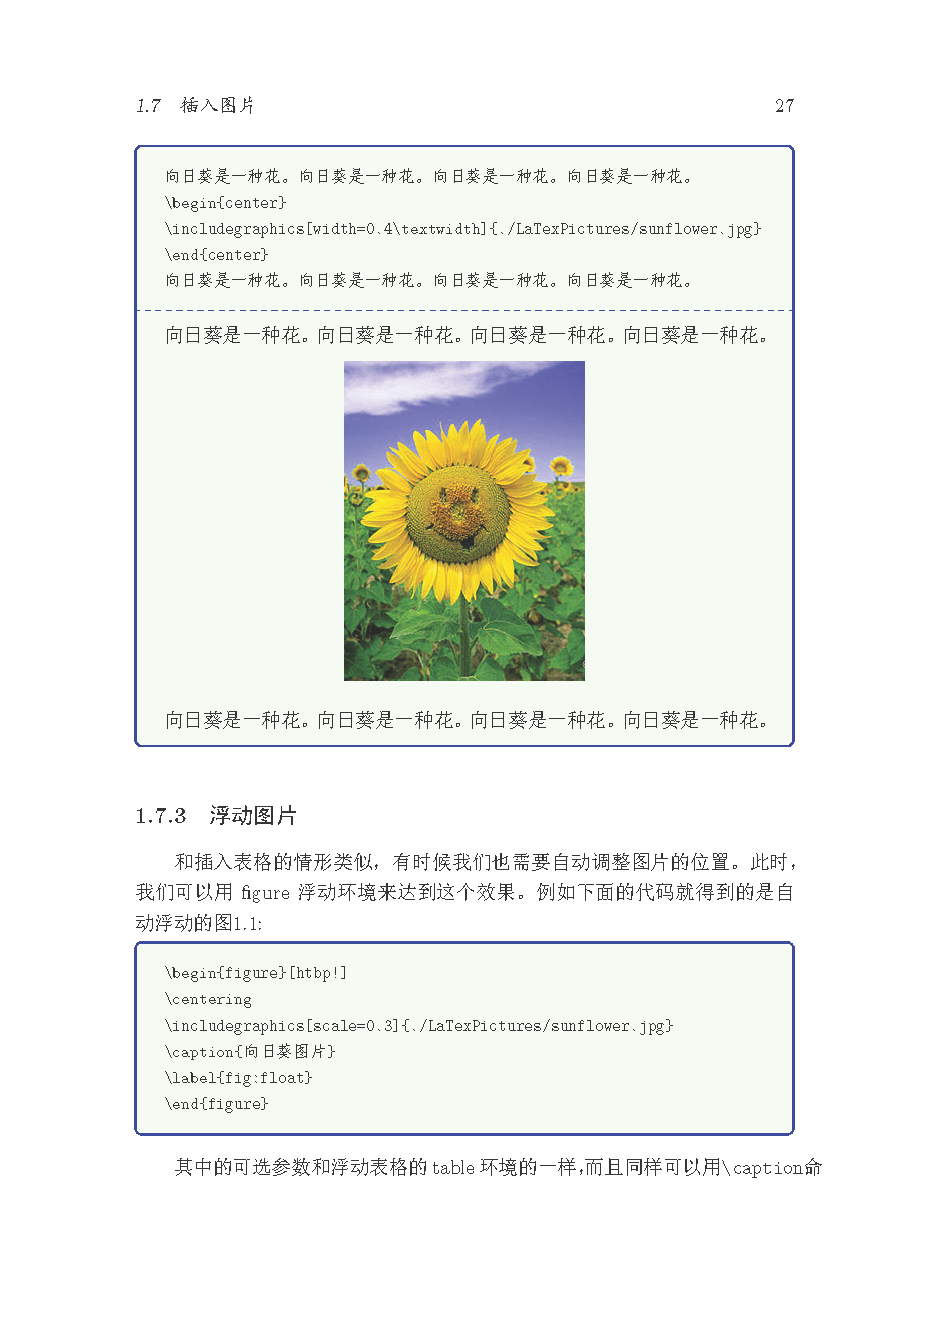 1.7 插入图片 27
向日葵是一种花。向日葵是一种花。向日葵是一种花。向日葵是一种花。
\begin{center}
\includegraphics[width=0.4\textwidth]{./LaTexPictures/sunflower.jpg}
\end{center}
向日葵是一种花。向日葵是一种花。向日葵是一种花。向日葵是一种花。
向日葵是一种花。向日葵是一种花。向日葵是一种花。向日葵是一种花。
向日葵是一种花。向日葵是一种花。向日葵是一种花。向日葵是一种花。
1.7.3 浮动图片
和插入表格的情形类似，有时候我们也需要自动调整图片的位置。此时，
我们可以用 figure 浮动环境来达到这个效果。例如下面的代码就得到的是自
动浮动的图1.1:
\begin{figure}[htbp!]
\centering
\includegraphics[scale=0.3]{./LaTexPictures/sunflower.jpg}
\caption{向日葵图片}
\label{fig:float}
\end{figure}
其中的可选参数和浮动表格的table环境的一样，而且同样可以用\caption命